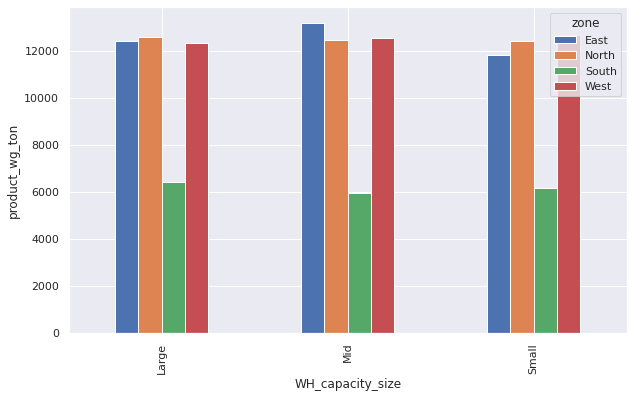 zone
East
North
South
West
product_wg_ton
12000
10000
8000
6000
4000
2000
0
Large
Mid
Small
WH_capacity_size